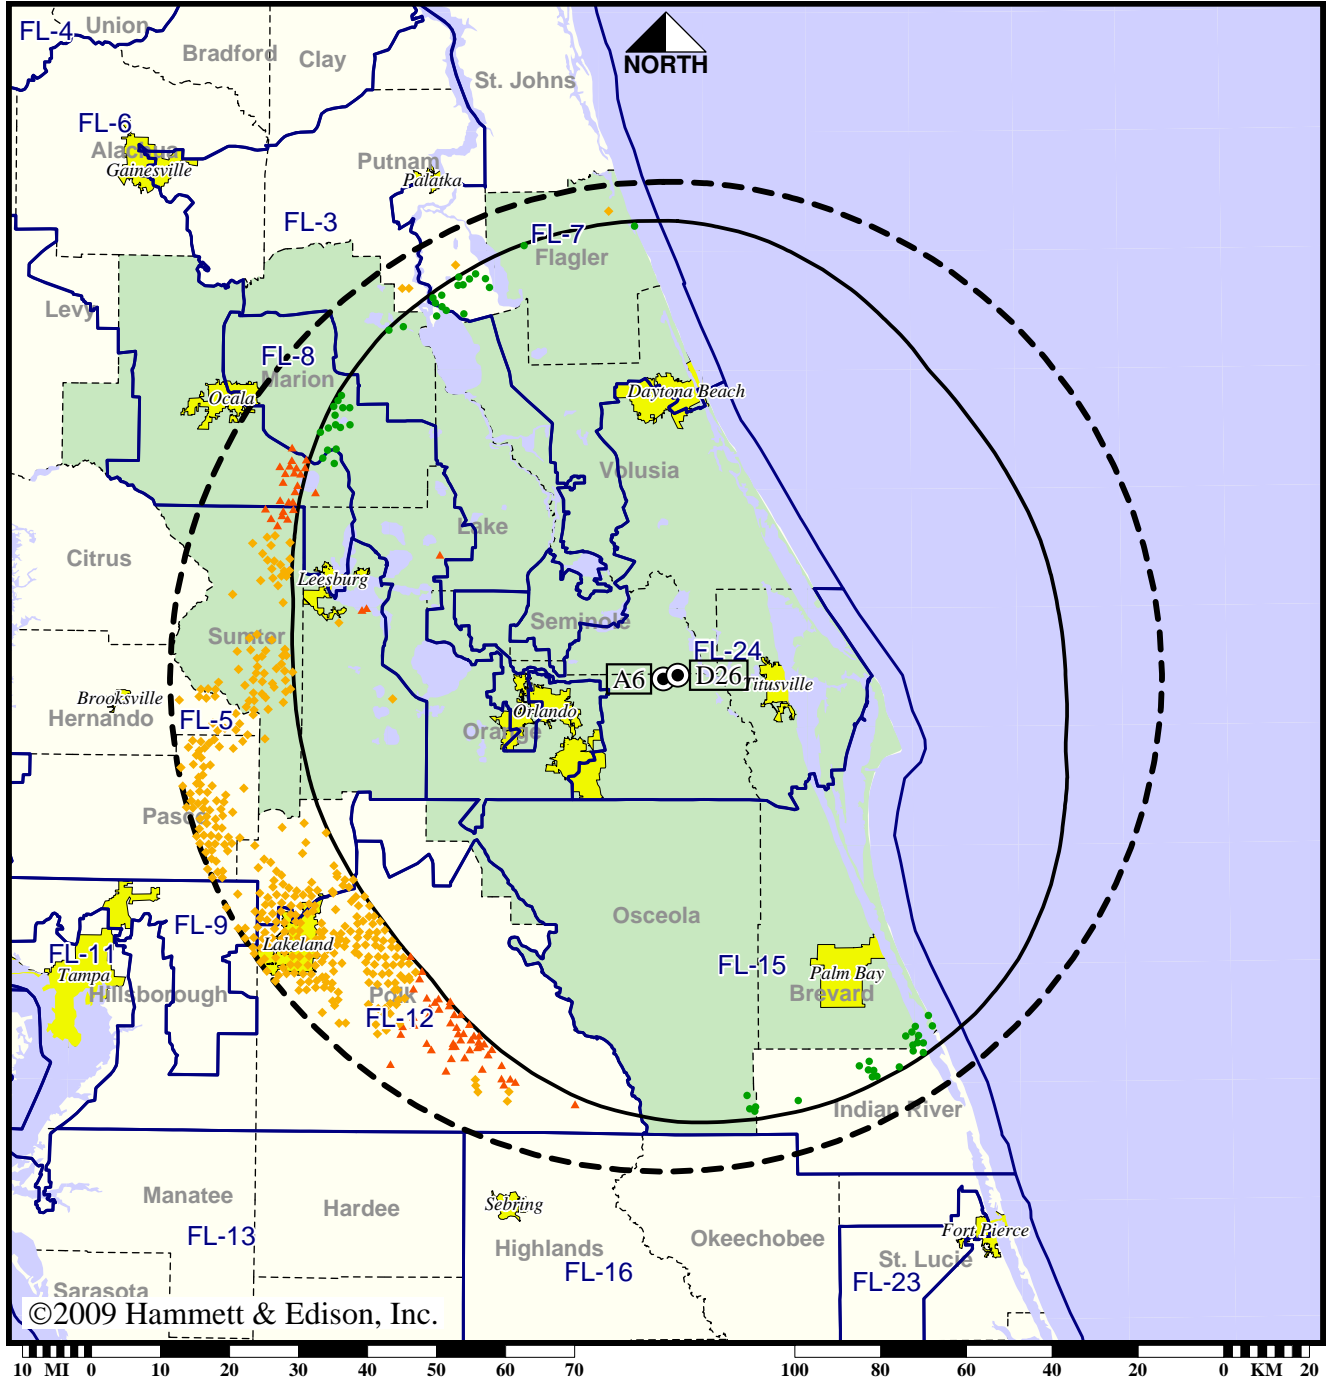 Union
FL-4
Bradford
Clay
St. Johns
NORTH
FL-6
Alachua
Gainesville
Putnam
Palatka
FL-3
FL-7
Flagler
Levy
FL-8
Marion
Ocala
Daytona Beach
Volusia
Lake
Citrus
Leesburg
Seminole
Sumter
FL-24
A6
D26
Titusville
Brooksville
Hernando
FL-5
Orlando
Orange
Pasco
Osceola
FL-9
Lakeland
FL-11
Tampa
Hillsborough
FL-15
Palm Bay
Brevard
Polk
FL-12
Indian River
Manatee
Hardee
Sebring
FL-13
Highlands
Okeechobee
Fort Pierce
St. Lucie
FL-16
FL-23
Sarasota
©2009 Hammett & Edison, Inc.
10 MI 0 10 20 30 40 50 60 70 100 80 60 40 20 0 KM 20